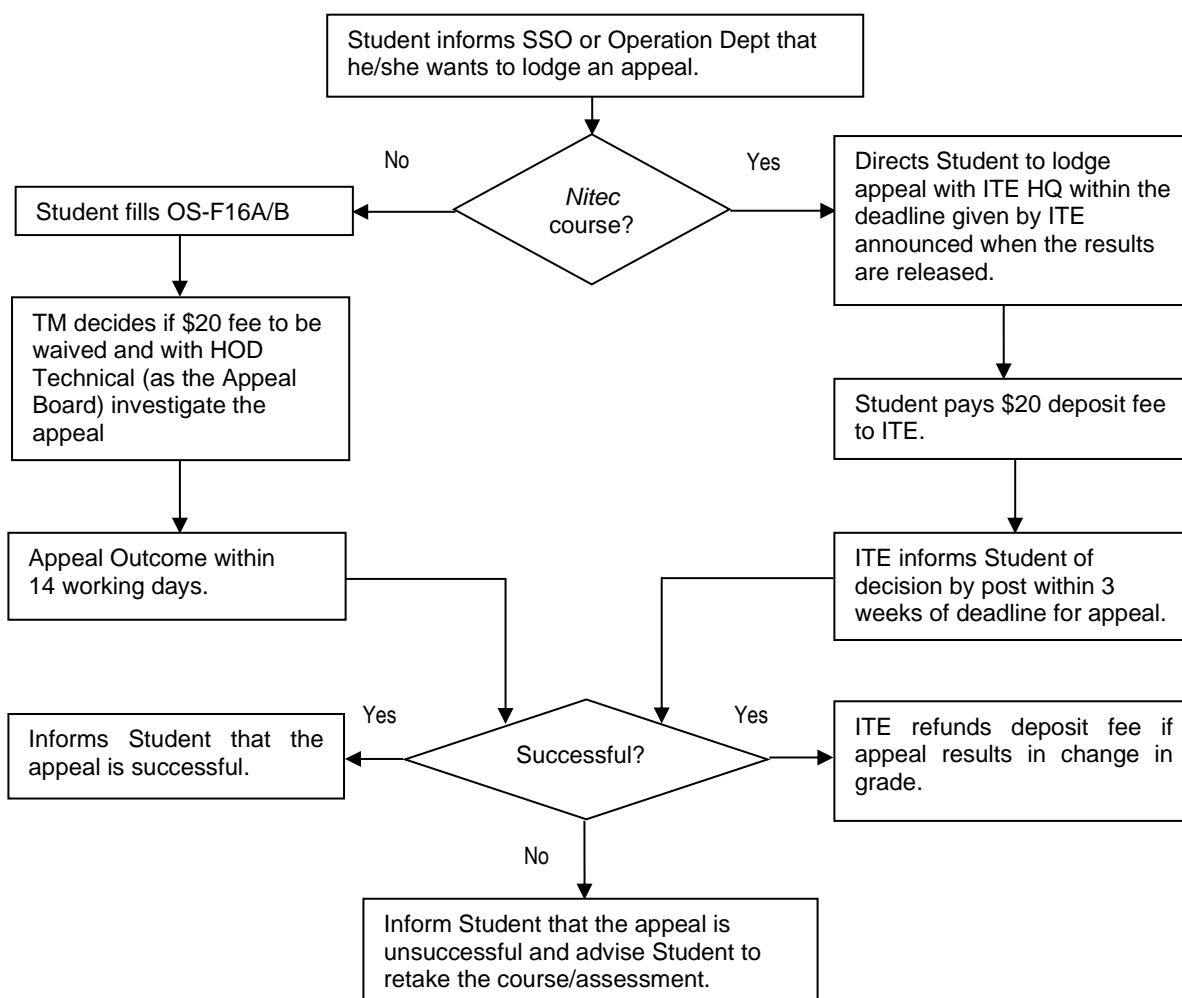 Student informs SSO or Operation Dept that
he/she wants to lodge an appeal.
No
Yes
Nitec
course?
Student fills OS-F16A/B
Directs Student to lodge
appeal with ITE HQ within the
deadline given by ITE
announced when the results
are released.
TM decides if $20 fee to be
waived and with HOD
Technical (as the Appeal
Board) investigate the
appeal
Student pays $20 deposit fee
to ITE.
Appeal Outcome within
14 working days.
ITE informs Student of
decision by post within 3
weeks of deadline for appeal.
Yes
Yes
Successful?
Informs Student that the
appeal is successful.
ITE refunds deposit fee if
appeal results in change in
grade.
No
Inform Student that the appeal is
unsuccessful and advise Student to
retake the course/assessment.